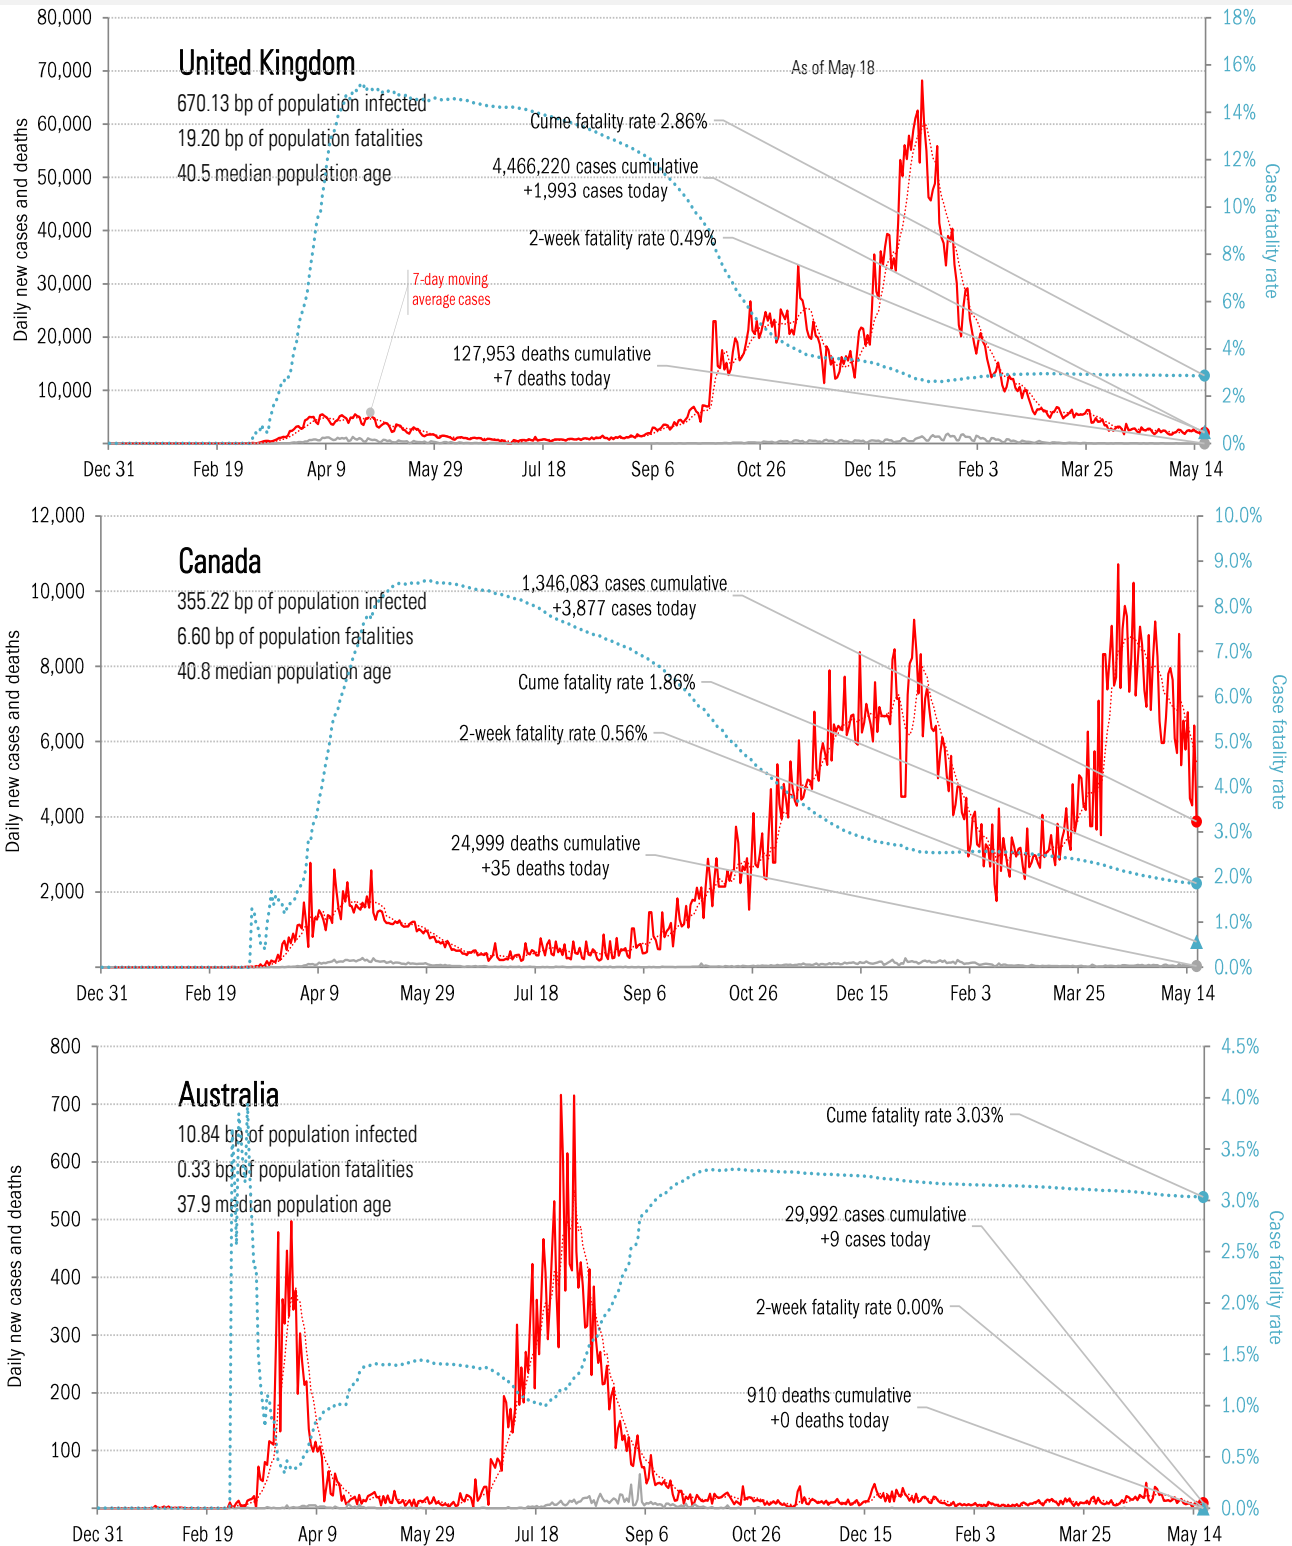 80,000
70,000
60,000
50,000
40,000
30,000
20,000
10,000
Daily new cases and deaths
United Kingdom
670.13 bp of population infected
19.20 bp of population fatalities
40.5 median population age
As of May 18
Cume fatality rate 2.86%
4,466,220 cases cumulative
+1,993 cases today
2-week fatality rate 0.49%
7-day moving
average cases
127,953 deaths cumulative
+7 deaths today
18%
16%
14%
12%
10%
8%
6%
4%
2%
0%
Case fatality rate
Dec 31 Feb 19 Apr 9 May 29 Jul 18 Sep 6 Oct 26 Dec 15 Feb 3 Mar 25 May 14
12,000
10,000
8,000
6,000
4,000
2,000
Daily new cases and deaths
Canada
355.22 bp of population infected
6.60 bp of population fatalities
40.8 median population age
1,346,083 cases cumulative
+3,877 cases today
Cume fatality rate 1.86%
2-week fatality rate 0.56%
24,999 deaths cumulative
+35 deaths today
10.0%
9.0%
8.0%
7.0%
6.0%
5.0%
4.0%
3.0%
2.0%
1.0%
0.0%
Case fatality rate
Dec 31 Feb 19 Apr 9 May 29 Jul 18 Sep 6 Oct 26 Dec 15 Feb 3 Mar 25 May 14
800
700
600
500
400
300
200
100
Daily new cases and deaths
Australia
10.84 bp of population infected
0.33 bp of population fatalities
37.9 median population age
Cume fatality rate 3.03%
29,992 cases cumulative
+9 cases today
2-week fatality rate 0.00%
910 deaths cumulative
+0 deaths today
4.5%
4.0%
3.5%
3.0%
2.5%
2.0%
1.5%
1.0%
0.5%
0.0%
Case fatality rate
Dec 31 Feb 19 Apr 9 May 29 Jul 18 Sep 6 Oct 26 Dec 15 Feb 3 Mar 25 May 14